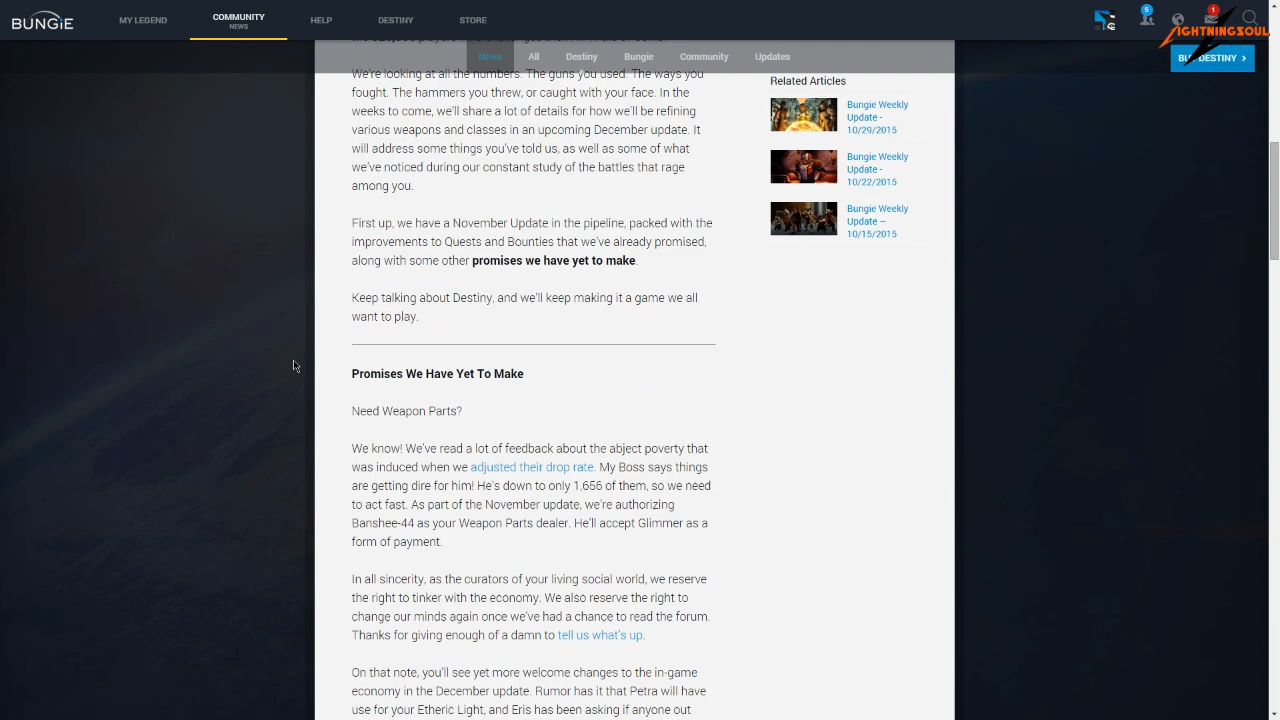 BUNGiE
MY LEGEND
COMMUNITY
NEWS
HELP
DESTINY
STORE
5
1
LIGHTNINGSOUL
BUY DESTINY
News
All
Destiny
Bungie
Community
Updates
We're looking at all the numbers. The guns you used. The ways you
fought. The hammers you threw, or caught with your face. In the
weeks to come, we'll share a lot of details for how we'll be refining
various weapons and classes in an upcoming December update. It
will address some things you've told us, as well as some of what
we've noticed during our constant study of the battles that rage
among you.
First up, we have a November Update in the pipeline, packed with the
improvements to Quests and Bounties that we've already promised,
along with some other promises we have yet to make.
Keep talking about Destiny, and we'll keep making it a game we all
want to play.
Promises We Have Yet To Make
Need Weapon Parts?
We know! We've read a lot of feedback about the abject poverty that
was induced when we adjusted their drop rate. My Boss says things
are getting dire for him! He's down to only 1,656 of them, so we need
to act fast. As part of the November update, we're authorizing
Banshee-44 as your Weapon Parts dealer. He'll accept Glimmer as a
form of payment.
In all sincerity, as the curators of your living social world, we reserve
the right to tinker with the economy. We also reserve the right to
change our minds again once we've had a chance to read the forum.
Thanks for giving enough of a damn to tell us what's up.
On that note, you'll see yet more welcome changes to the in-game
economy in the December update. Rumor has it that Petra will have
use for your Etheric Light, and Eris has been asking if anyone out
Related Articles
Bungie Weekly
Update -
10/29/2015
Bungie Weekly
Update -
10/22/2015
Bungie Weekly
Update –
10/15/2015